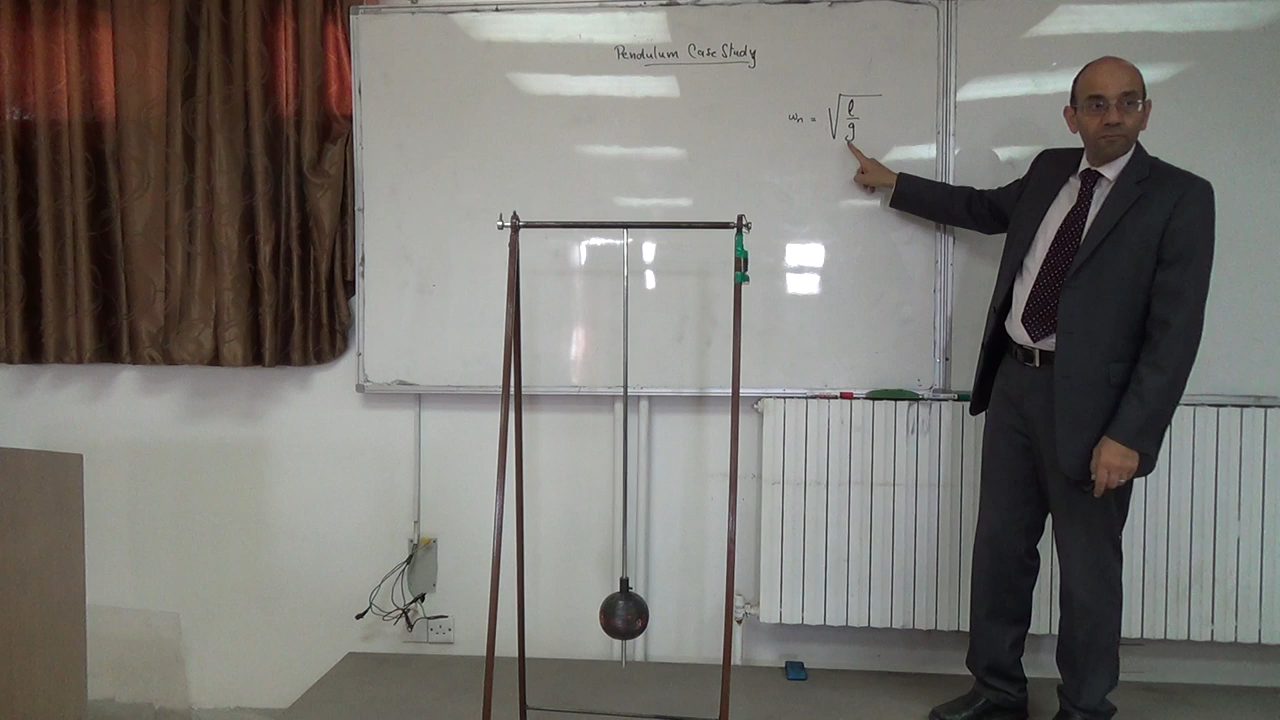 Pendulum Case Study
ωn = √ l/g